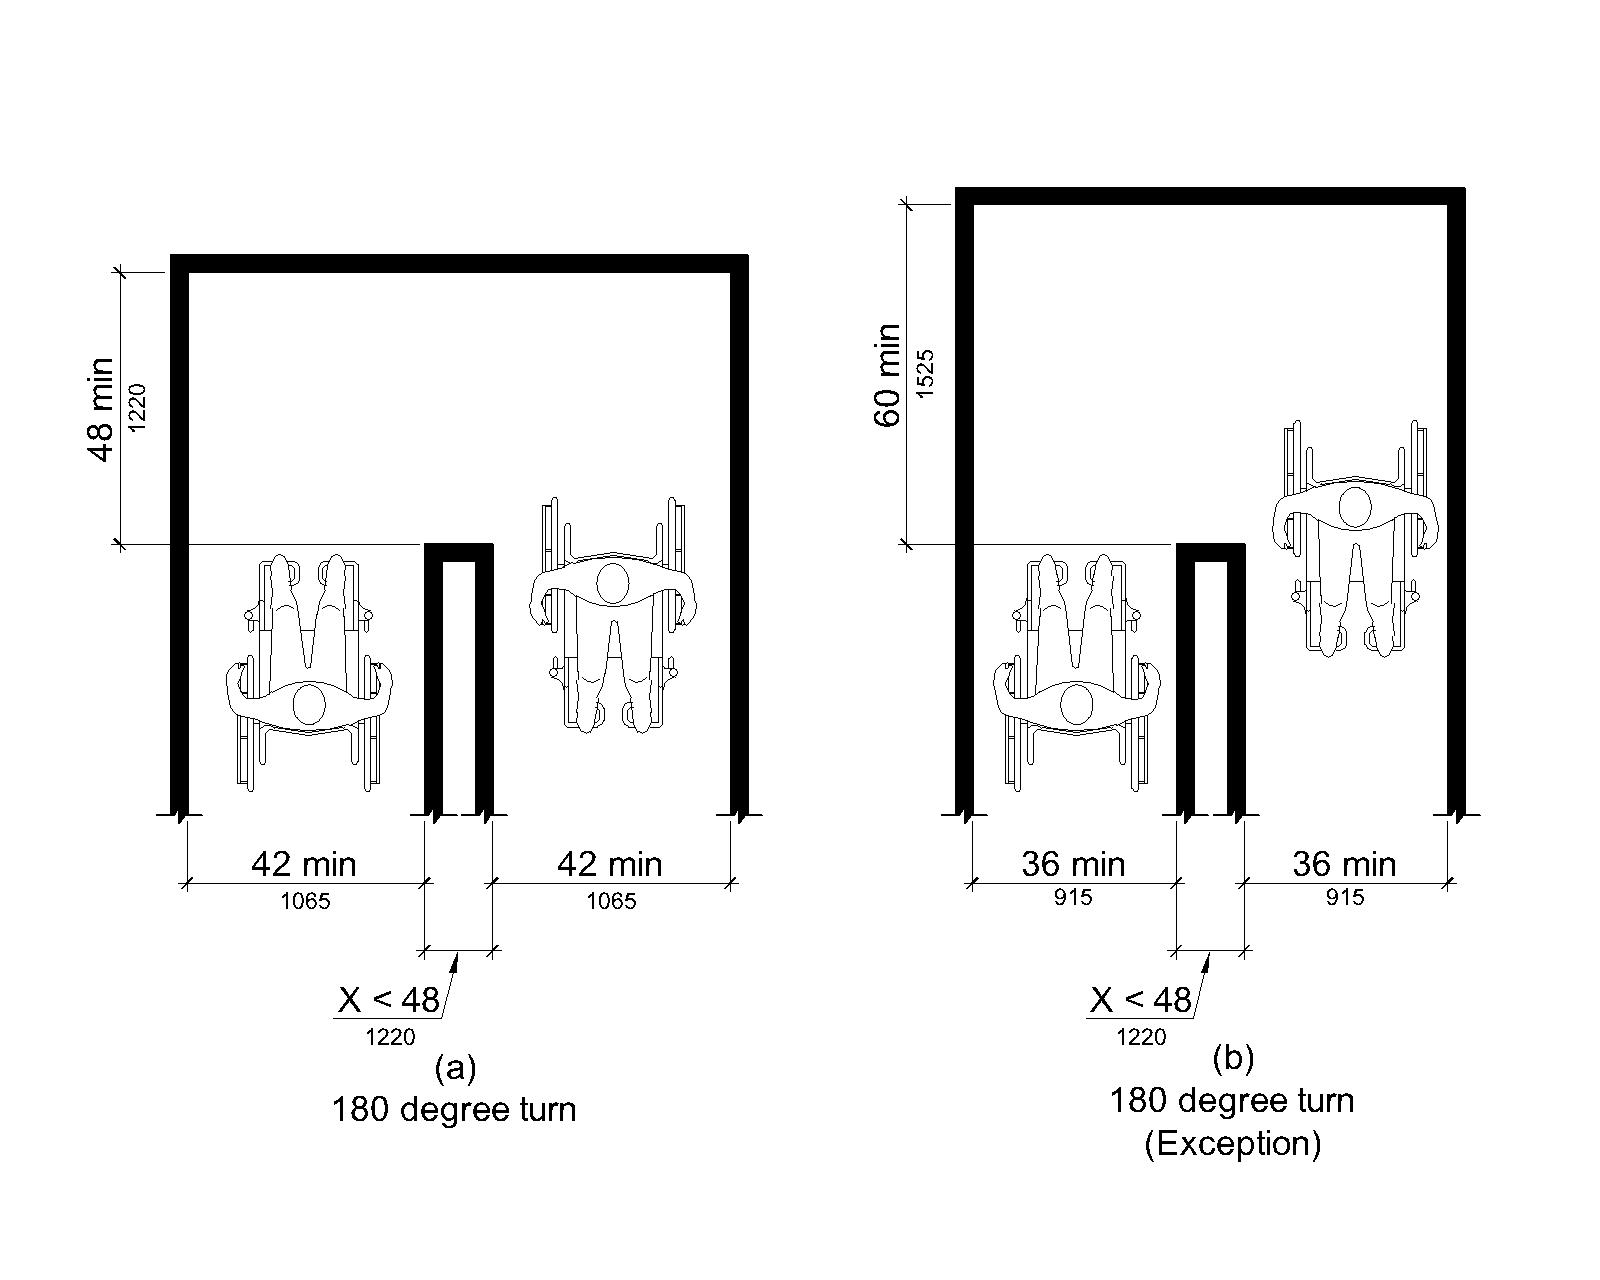 48 min
1220
42 min
1065
42 min
1065
X < 48
1220
(a)
180 degree turn
60 min
1525
36 min
915
36 min
915
X < 48
1220
(b)
180 degree turn
(Exception)